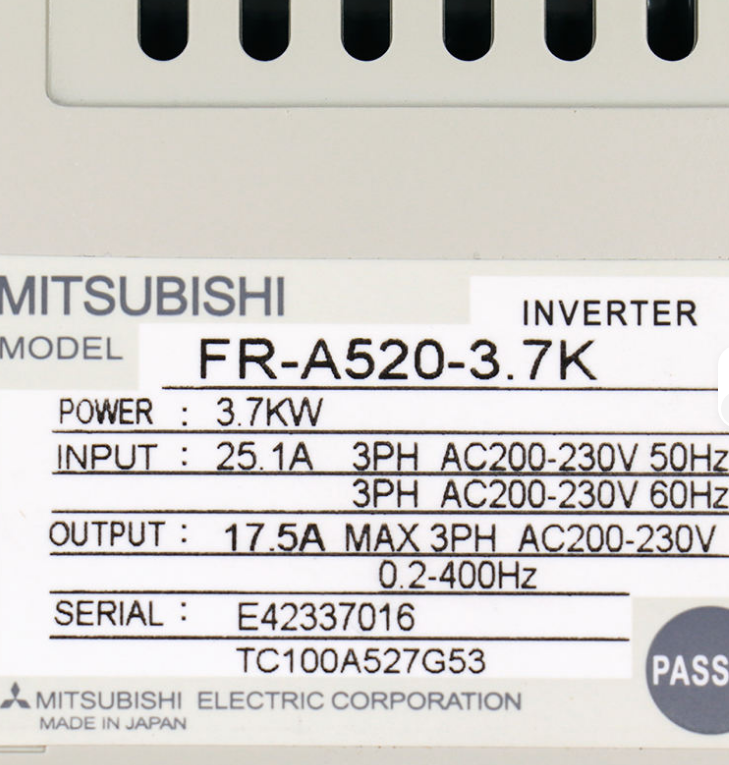 MITSUBISHI
INVERTER
MODEL FR-A520-3.7K
POWER : 3.7KW
INPUT : 25.1A 3PH AC200-230V 50Hz
3PH AC200-230V 60Hz
OUTPUT : 17.5A MAX 3PH AC200-230V
0.2-400Hz
SERIAL : E42337016
TC100A527G53
PASS
MITSUBISHI ELECTRIC CORPORATION
MADE IN JAPAN